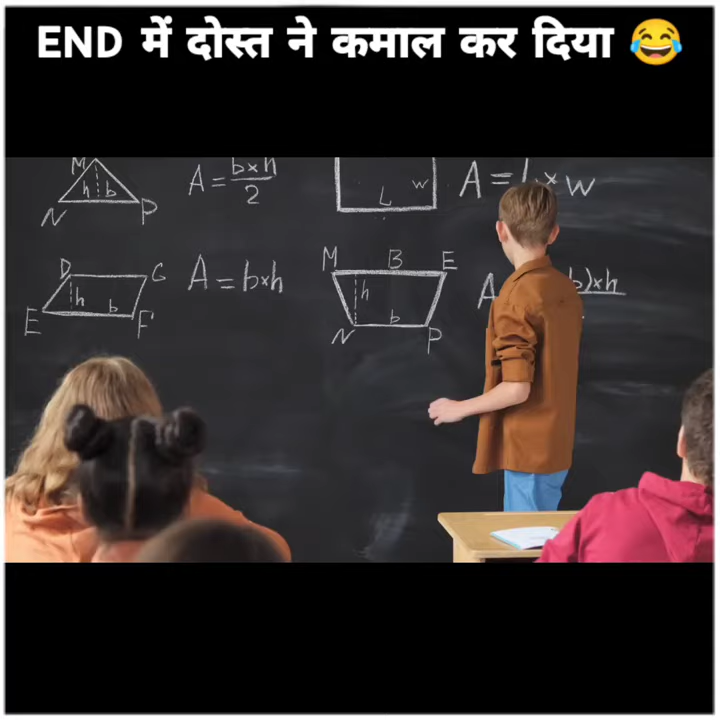 END में दोस्त ने कमाल कर दिया 😂
M
h b
N P
A = b×h
2
L W
A = L × w
D G
h b
E F
A = b×h
M B E
h
b
N P
A b)×h